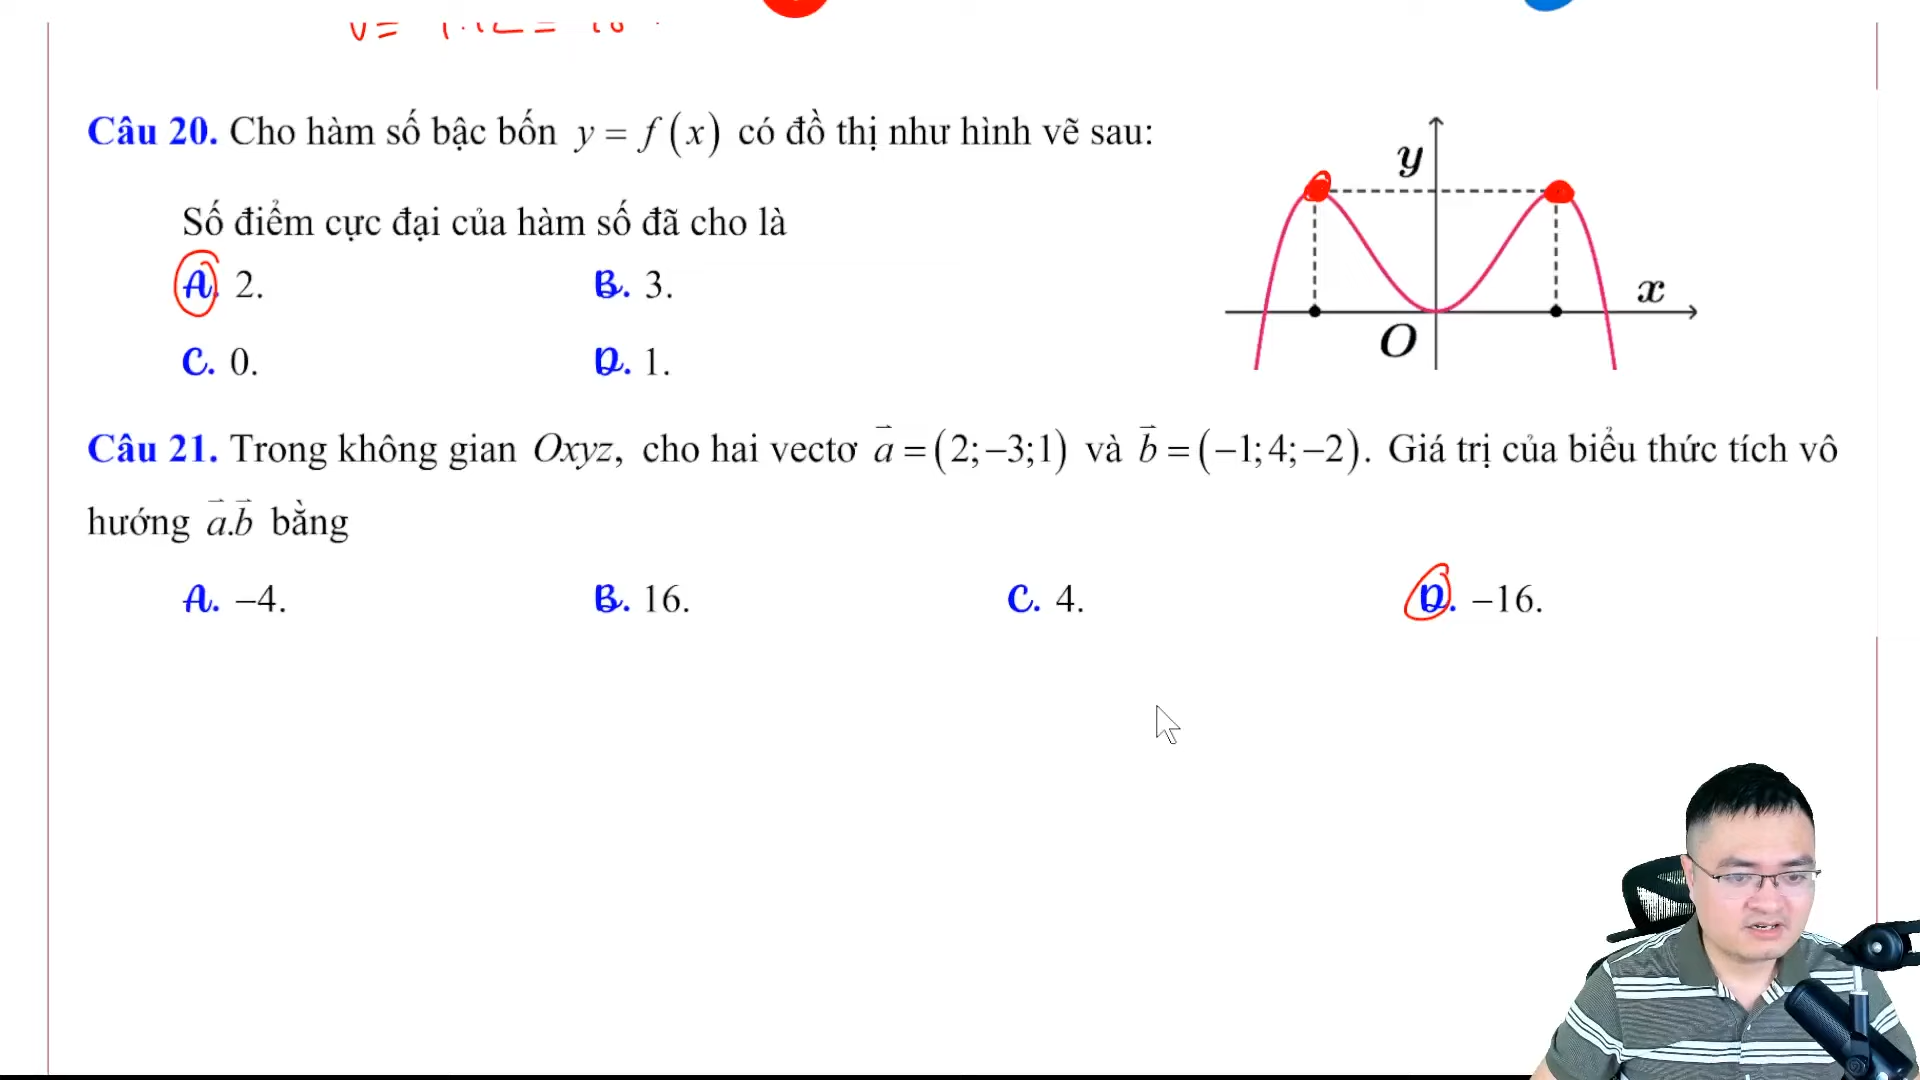 Câu 20. Cho hàm số bậc bốn y = f(x) có đồ thị như hình vẽ sau:
Số điểm cực đại của hàm số đã cho là
A. 2. B. 3.
C. 0. D. 1.
y
x
O
Câu 21. Trong không gian Oxyz, cho hai vectơ a⃗ = (2;−3;1) và b⃗ = (−1;4;−2). Giá trị của biểu thức tích vô
hướng a⃗.b⃗ bằng
A. −4. B. 16. C. 4. D. −16.